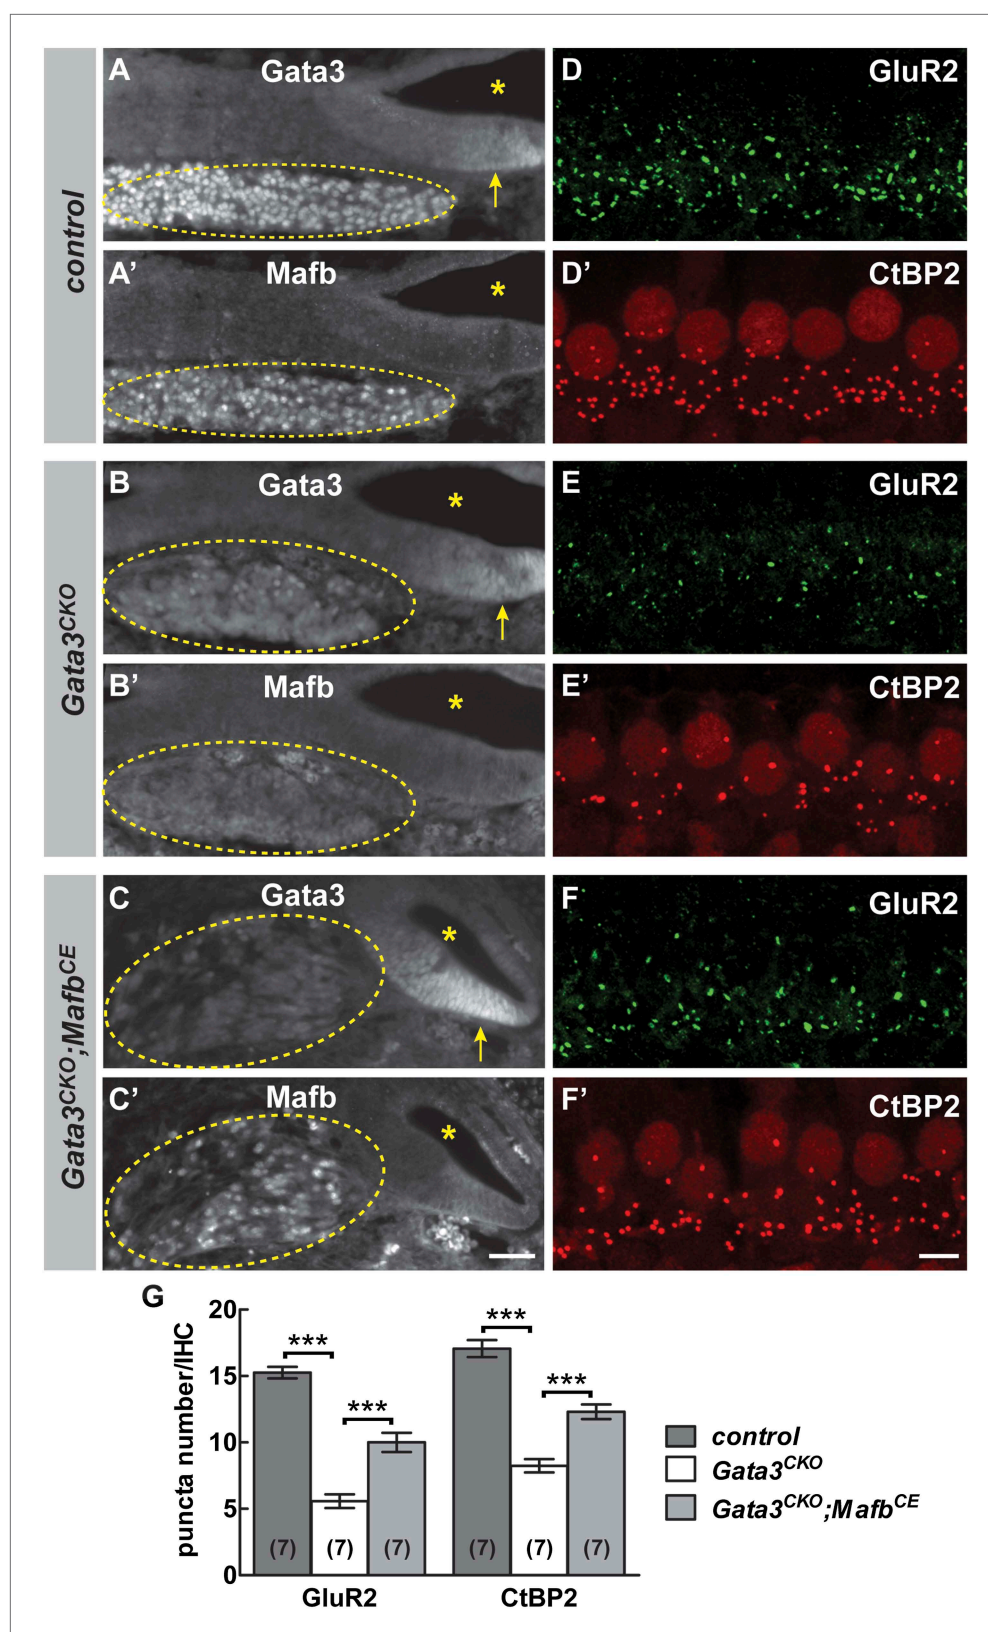 control
A Gata3
*
D GluR2
A’ Mafb
*
D’ CtBP2
Gata3CKO
B Gata3
*
E GluR2
B’ Mafb
*
E’ CtBP2
Gata3CKO;MafbCE
C Gata3
*
F GluR2
C’ Mafb
*
F’ CtBP2
G
puncta number/IHC
20
15
10
5
0
***
***
***
***
(7) (7) (7) (7) (7) (7)
GluR2 CtBP2
control
Gata3CKO
Gata3CKO;MafbCE